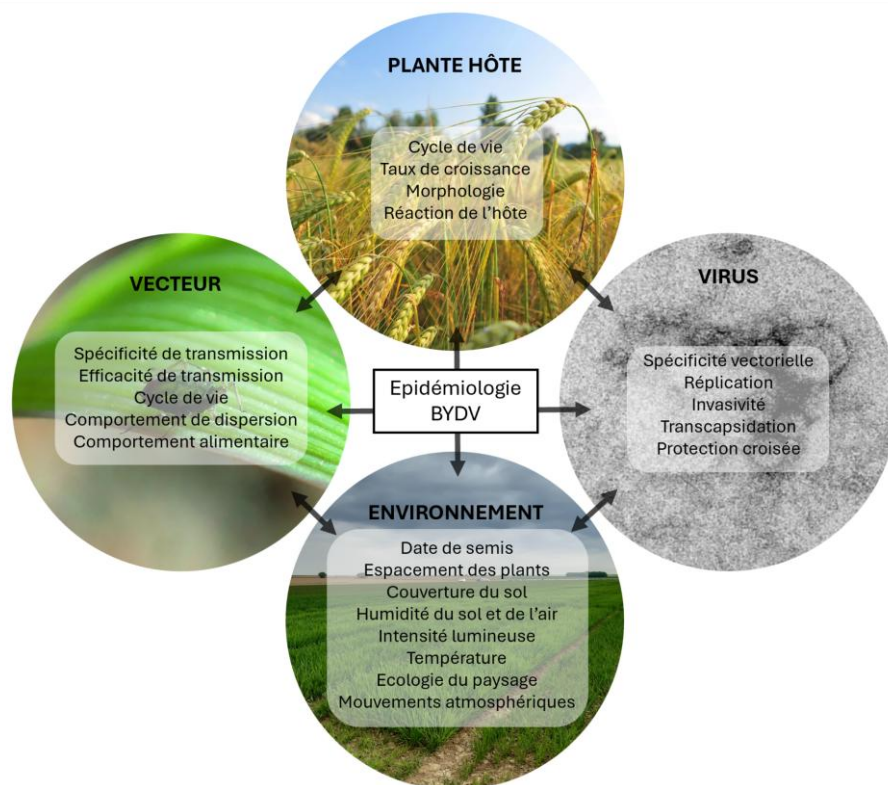 PLANTE HÔTE
Cycle de vie
Taux de croissance
Morphologie
Réaction de l'hôte
VECTEUR
Spécificité de transmission
Efficacité de transmission
Cycle de vie
Comportement de dispersion
Comportement alimentaire
Epidémiologie
BYDV
VIRUS
Spécificité vectorielle
Réplication
Invasivité
Transcapsidation
Protection croisée
ENVIRONNEMENT
Date de semis
Espacement des plants
Couverture du sol
Humidité du sol et de l'air
Intensité lumineuse
Température
Ecologie du paysage
Mouvements atmosphériques